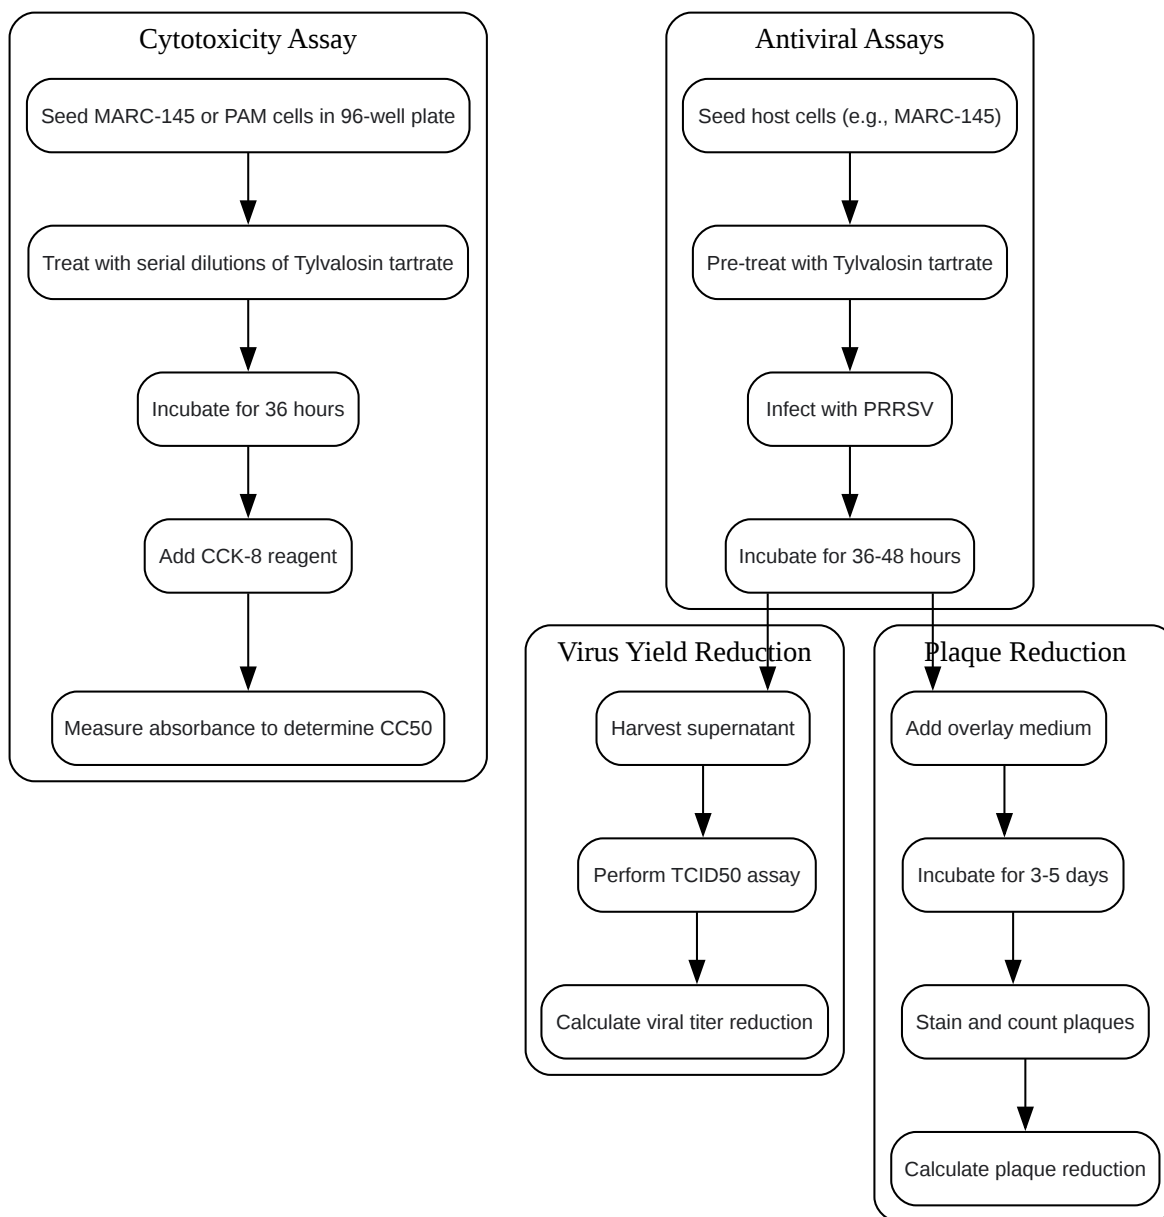 Cytotoxicity Assay
Seed MARC-145 or PAM cells in 96-well plate
Treat with serial dilutions of Tylvalosin tartrate
Incubate for 36 hours
Add CCK-8 reagent
Measure absorbance to determine CC50
Antiviral Assays
Seed host cells (e.g., MARC-145)
Pre-treat with Tylvalosin tartrate
Infect with PRRSV
Incubate for 36-48 hours
Virus Yield Reduction
Harvest supernatant
Perform TCID50 assay
Calculate viral titer reduction
Plaque Reduction
Add overlay medium
Incubate for 3-5 days
Stain and count plaques
Calculate plaque reduction